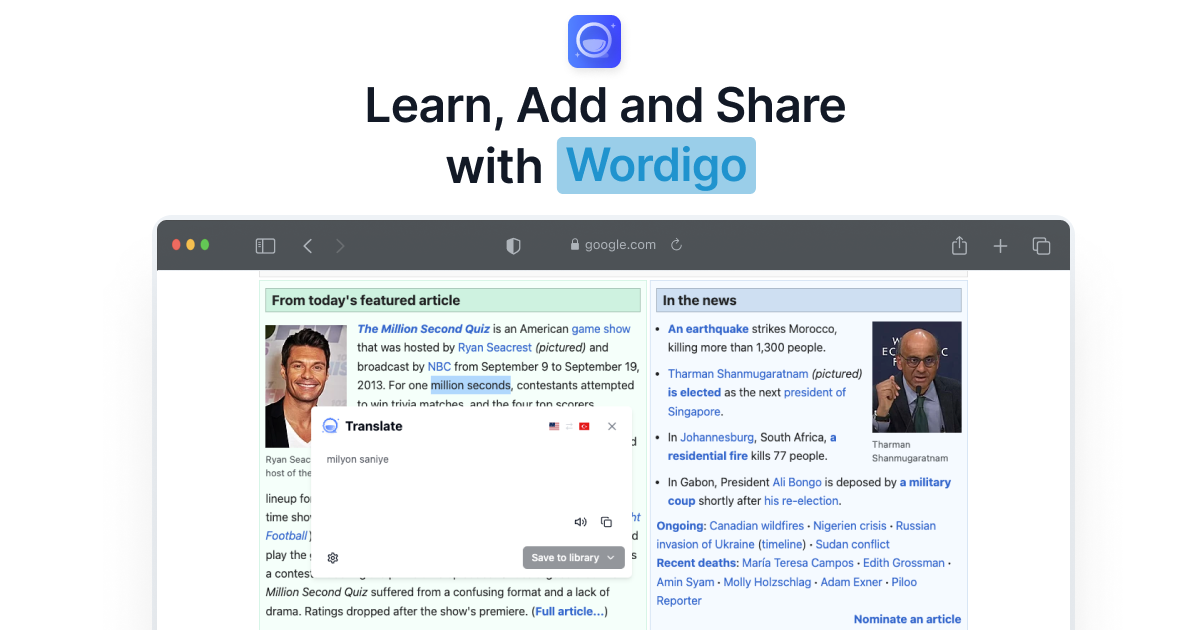 Learn, Add and Share
with Wordigo
google.com
From today's featured article
The Million Second Quiz is an American game show
that was hosted by Ryan Seacrest (pictured) and
broadcast by NBC from September 9 to September 19,
2013. For one million seconds, contestants attempted
to win trivia matches, and the four top scorers
Translate
milyon saniye
Save to library
Ryan Seac
host of the
lineup fo
time show
Football)
play the
a contes
Million Second Quiz suffered from a confusing format and a lack of
drama. Ratings dropped after the show's premiere. (Full article...)
In the news
• An earthquake strikes Morocco,
killing more than 1,300 people.
• Tharman Shanmugaratnam (pictured)
is elected as the next president of
Singapore.
• In Johannesburg, South Africa, a
residential fire kills 77 people.
Tharman
Shanmugaratnam
• In Gabon, President Ali Bongo is deposed by a military
coup shortly after his re-election.
Ongoing: Canadian wildfires · Nigerien crisis · Russian
invasion of Ukraine (timeline) · Sudan conflict
Recent deaths: María Teresa Campos · Edith Grossman ·
Amin Syam · Molly Holzschlag · Adam Exner · Piloo
Reporter
Nominate an article